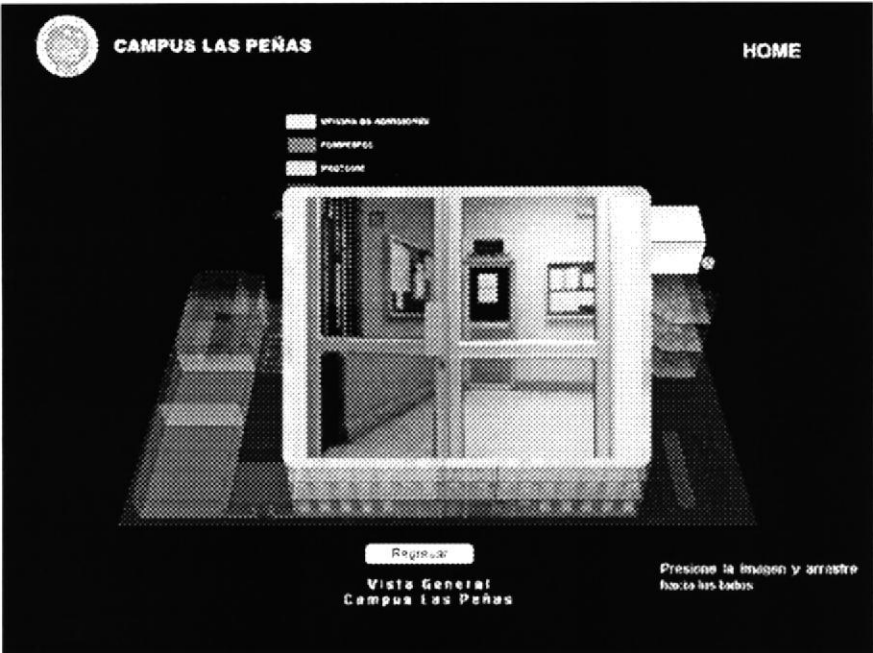 CAMPUS LAS PEÑAS
HOME
Regresar
Vista General
Campus Las Peñas
Presione la imagen y arrastre
hacia los lados